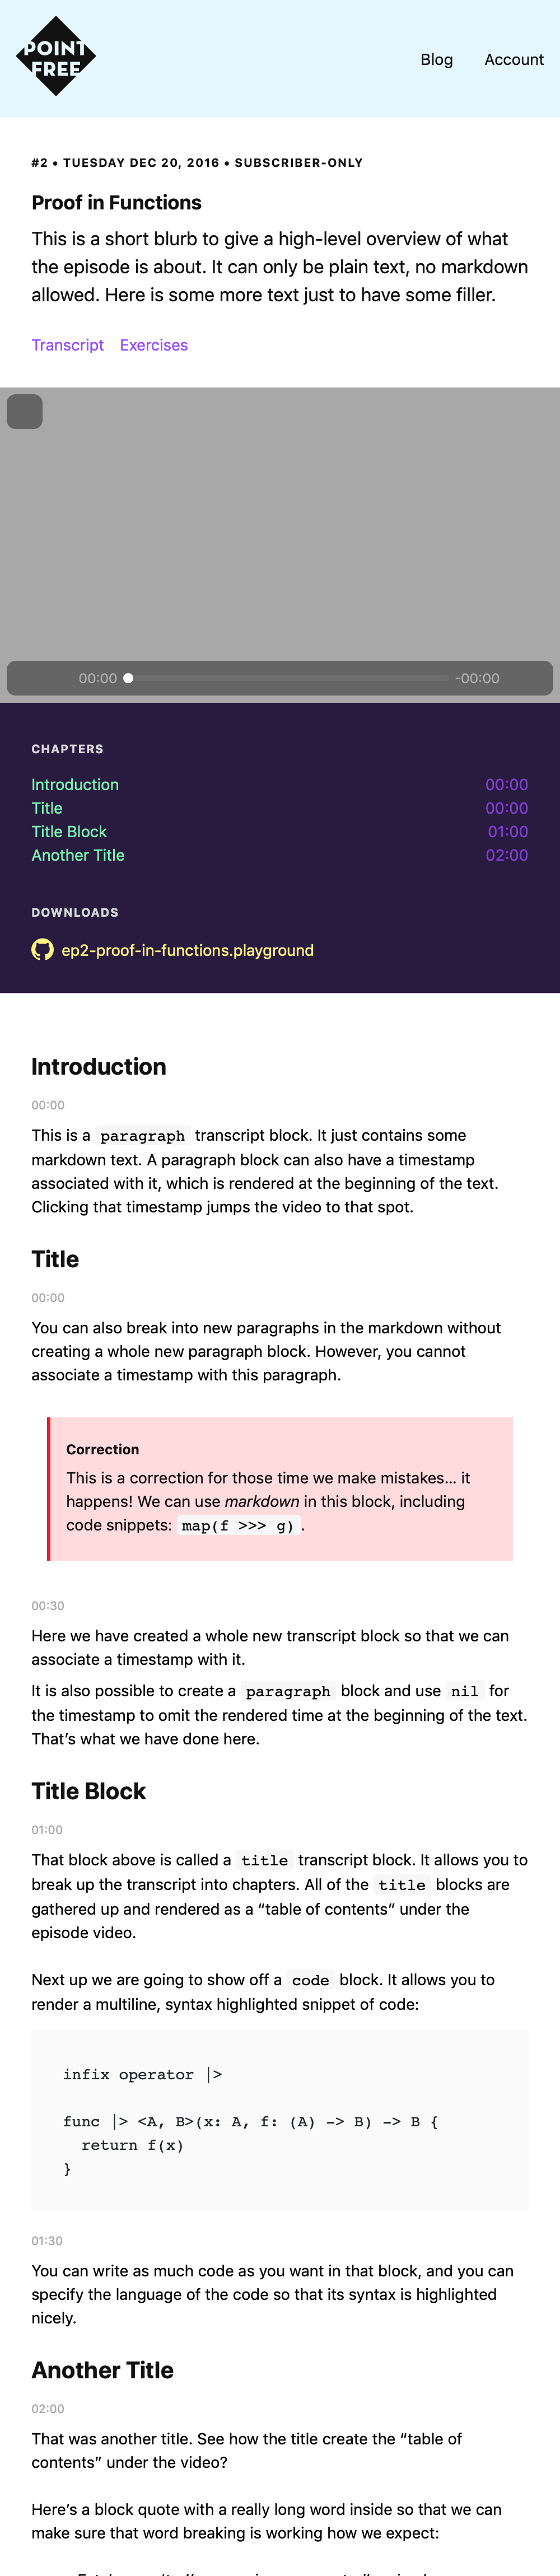 POINT
FREE
Blog Account
#2 • TUESDAY DEC 20, 2016 • SUBSCRIBER-ONLY
Proof in Functions
This is a short blurb to give a high-level overview of what
the episode is about. It can only be plain text, no markdown
allowed. Here is some more text just to have some filler.
Transcript Exercises
00:00 -00:00
CHAPTERS
Introduction 00:00
Title 00:00
Title Block 01:00
Another Title 02:00
DOWNLOADS
ep2-proof-in-functions.playground
Introduction
00:00
This is a paragraph transcript block. It just contains some
markdown text. A paragraph block can also have a timestamp
associated with it, which is rendered at the beginning of the text.
Clicking that timestamp jumps the video to that spot.
Title
00:00
You can also break into new paragraphs in the markdown without
creating a whole new paragraph block. However, you cannot
associate a timestamp with this paragraph.
Correction
This is a correction for those time we make mistakes… it
happens! We can use markdown in this block, including
code snippets: map(f >>> g).
00:30
Here we have created a whole new transcript block so that we can
associate a timestamp with it.
It is also possible to create a paragraph block and use nil for
the timestamp to omit the rendered time at the beginning of the text.
That’s what we have done here.
Title Block
01:00
That block above is called a title transcript block. It allows you to
break up the transcript into chapters. All of the title blocks are
gathered up and rendered as a “table of contents” under the
episode video.
Next up we are going to show off a code block. It allows you to
render a multiline, syntax highlighted snippet of code:
infix operator |>
func |> <A, B>(x: A, f: (A) -> B) -> B {
return f(x)
}
01:30
You can write as much code as you want in that block, and you can
specify the language of the code so that its syntax is highlighted
nicely.
Another Title
02:00
That was another title. See how the title create the “table of
contents” under the video?
Here’s a block quote with a really long word inside so that we can
make sure that word breaking is working how we expect: